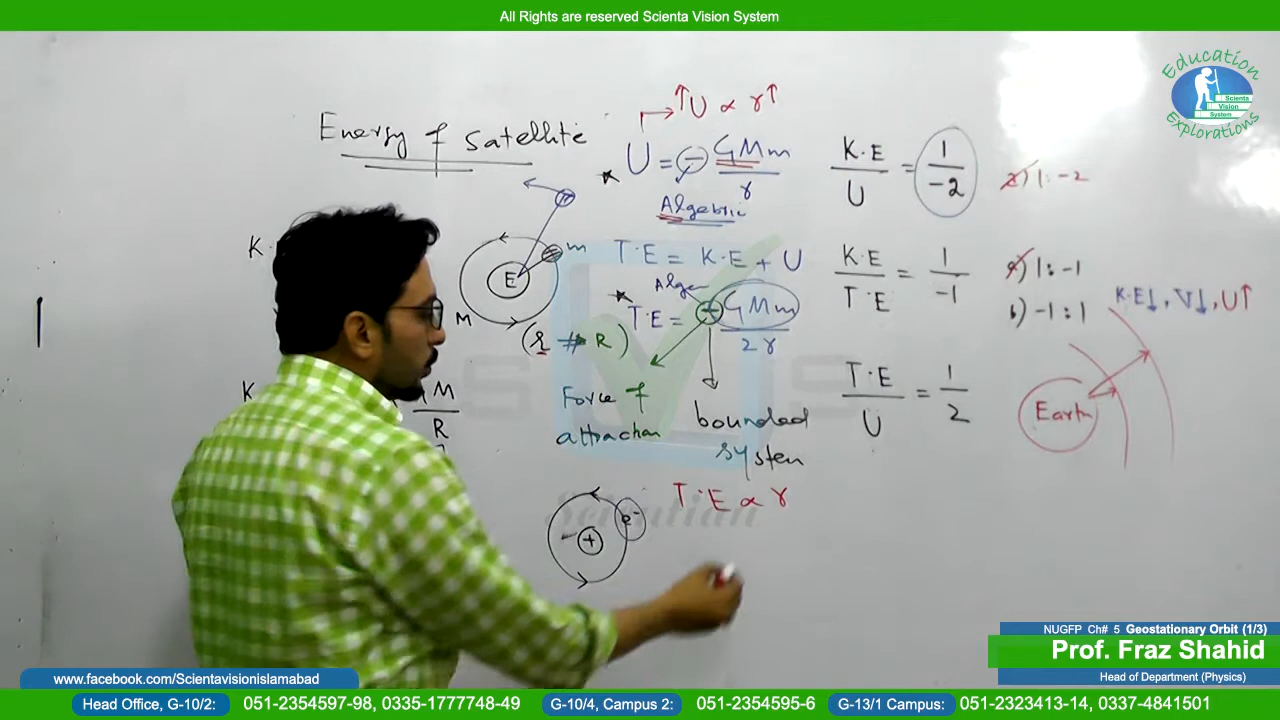 All Rights are reserved Scienta Vision System
Education
Scienta
Vision
System
Explorations
Energy of satellite
↑U ∝ r↑
U = - GMm / r
Algebric
K.E / U = 1 / -2
a) 1:-2
K
E
m
M
(r ≠ R)
T.E = K.E + U
Alge
T.E = - GMm / 2r
K.E / T.E = 1 / -1
a) 1:-1
b) -1:1
K.E↓, V↓, U↑
Earth
K
M / R
Force of
attraction
bounded
system
T.E / U = 1 / 2
T.E ∝ r
+
e-
NUGFP Ch# 5 Geostationary Orbit (1/3)
Prof. Fraz Shahid
Head of Department (Physics)
www.facebook.com/Scientavisionislamabad
Head Office, G-10/2: 051-2354597-98, 0335-1777748-49 G-10/4, Campus 2: 051-2354595-6 G-13/1 Campus: 051-2323413-14, 0337-4841501